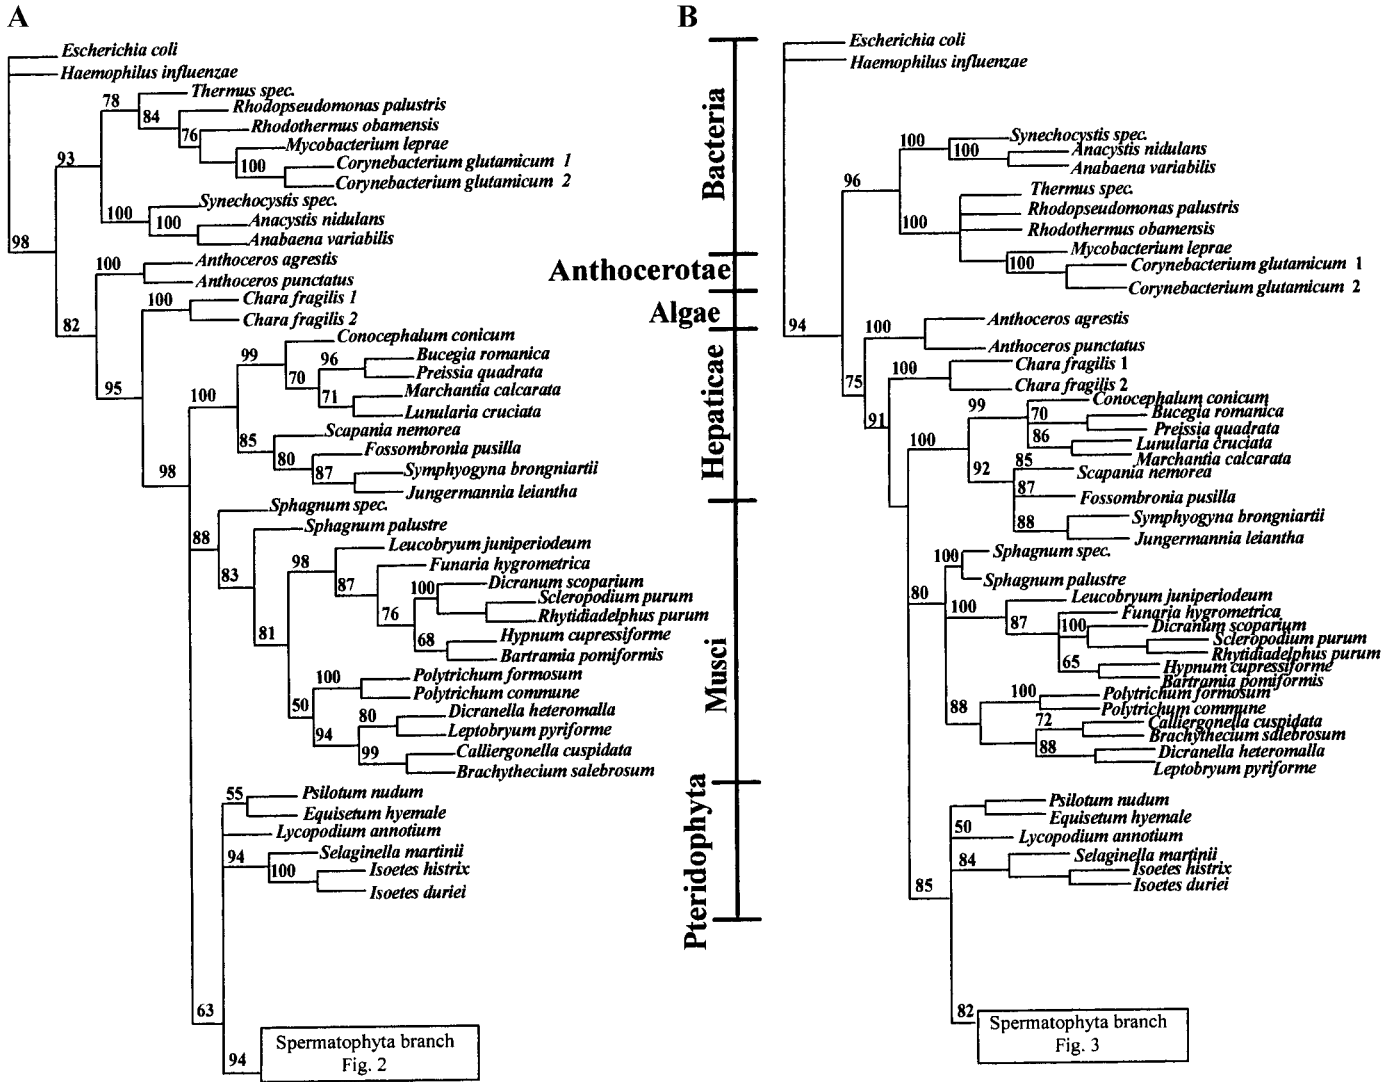 A
Escherichia coli
Haemophilus influenzae
78
Thermus spec.
84
Rhodopseudomonas palustris
76
Rhodothermus obamensis
Mycobacterium leprae
93
100
Corynebacterium glutamicum 1
Corynebacterium glutamicum 2
Synechocystis spec.
100
100
Anacystis nidulans
98
Anabaena variabilis
100
Anthoceros agrestis
Anthoceros punctatus
100
Chara fragilis 1
82
Chara fragilis 2
Conocephalum conicum
99
96
Bucegia romanica
70
Preissia quadrata
95
100
71
Marchantia calcarata
Lunularia cruciata
85
Scapania nemorea
80
Fossombronia pusilla
98
87
Symphyogyna brongniartii
Jungermannia leiantha
Sphagnum spec.
88
Sphagnum palustre
Leucobryum juniperiodeum
83
98
Funaria hygrometrica
87
100
Dicranum scoparium
Scleropodium purum
76
Rhytidiadelphus purum
81
68
Hypnum cupressiforme
Bartramia pomiformis
100
Polytrichum formosum
Polytrichum commune
50
80
Dicranella heteromalla
94
Leptobryum pyriforme
99
Calliergonella cuspidata
Brachythecium salebrosum
55
Psilotum nudum
Equisetum hyemale
Lycopodium annotium
94
Selaginella martinii
100
Isoetes histrix
Isoetes duriei
63
94
Spermatophyta branch
Fig. 2
Bacteria
Anthocerotae
Algae
Hepaticae
Musci
Pteridophyta
B
Escherichia coli
Haemophilus influenzae
100
Synechocystis spec.
100
Anacystis nidulans
Anabaena variabilis
96
Thermus spec.
Rhodopseudomonas palustris
100
Rhodothermus obamensis
Mycobacterium leprae
100
Corynebacterium glutamicum 1
Corynebacterium glutamicum 2
94
100
Anthoceros agrestis
Anthoceros punctatus
75
100
Chara fragilis 1
Chara fragilis 2
91
99
Conocephalum conicum
70
Bucegia romanica
Preissia quadrata
100
86
Lunularia cruciata
Marchantia calcarata
92
85
Scapania nemorea
87
Fossombronia pusilla
88
Symphyogyna brongniartii
Jungermannia leiantha
100
Sphagnum spec.
Sphagnum palustre
80
100
Leucobryum juniperiodeum
87
Funaria hygrometrica
100
Dicranum scoparium
Scleropodium purum
Rhytidiadelphus purum
65
Hypnum cupressiforme
Bartramia pomiformis
88
100
Polytrichum formosum
Polytrichum commune
72
Calliergonella cuspidata
Brachythecium salebrosum
88
Dicranella heteromalla
Leptobryum pyriforme
Psilotum nudum
Equisetum hyemale
50
Lycopodium annotium
84
Selaginella martinii
Isoetes histrix
85
Isoetes duriei
82
Spermatophyta branch
Fig. 3